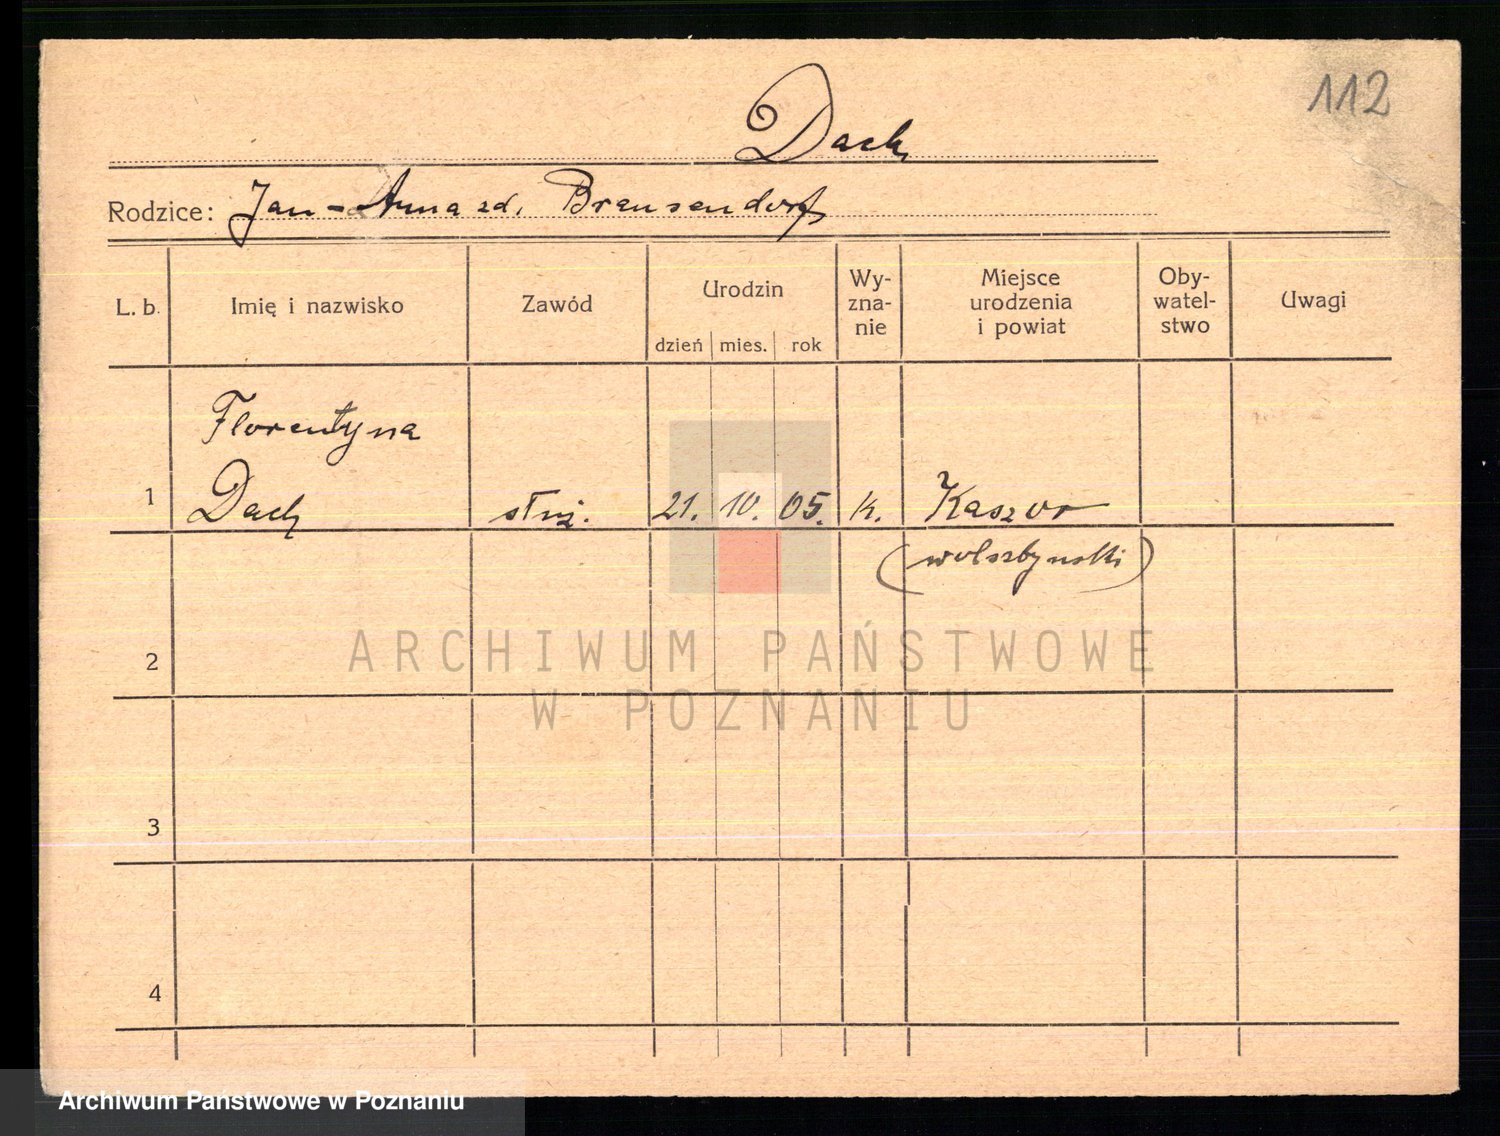 112
Dach
Rodzice: Jan - Anna zd. Bransendorf
L. b. Imię i nazwisko Zawód Urodzin dzień mies. rok Wy-zna-nie Miejsce urodzenia i powiat Oby-watel-stwo Uwagi
Florentyna
1 Dach służ. 21. 10. 05. k.
2
3
4
ARCHIWUM PAŃSTWOWE
W POZNANIU
Archiwum Państwowe w Poznaniu